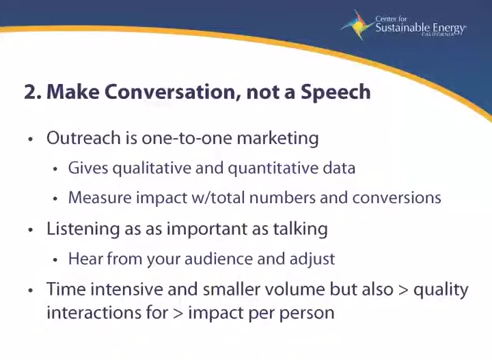 Center for
Sustainable Energy
CALIFORNIA
2. Make Conversation, not a Speech
• Outreach is one-to-one marketing
• Gives qualitative and quantitative data
• Measure impact w/total numbers and conversions
• Listening as as important as talking
• Hear from your audience and adjust
• Time intensive and smaller volume but also > quality
interactions for > impact per person